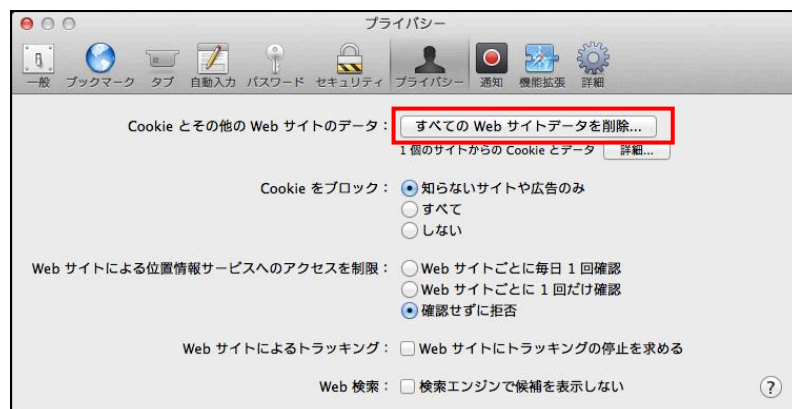 プライバシー
一般 ブックマーク タブ 自動入力 パスワード セキュリティ プライバシー 通知 機能拡張 詳細
Cookie とその他の Web サイトのデータ： すべての Web サイトデータを削除...
1 個のサイトからの Cookie とデータ 詳細...
Cookie をブロック： 知らないサイトや広告のみ
すべて
しない
Web サイトによる位置情報サービスへのアクセスを制限： Web サイトごとに毎日 1 回確認
Web サイトごとに 1 回だけ確認
確認せずに拒否
Web サイトによるトラッキング： Web サイトにトラッキングの停止を求める
Web 検索： 検索エンジンで候補を表示しない ?